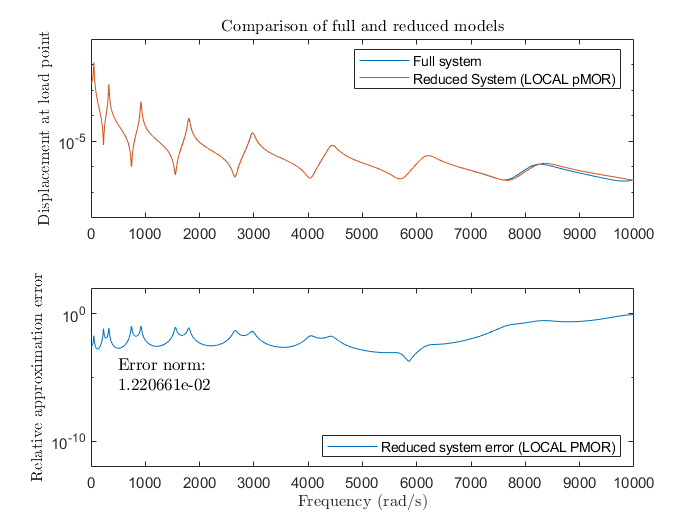 Comparison of full and reduced models
Displacement at load point
10^-5
Full system
Reduced System (LOCAL pMOR)
0 1000 2000 3000 4000 5000 6000 7000 8000 9000 10000
Relative approximation error
10^0
10^-10
Error norm:
1.220661e-02
Reduced system error (LOCAL PMOR)
0 1000 2000 3000 4000 5000 6000 7000 8000 9000 10000
Frequency (rad/s)